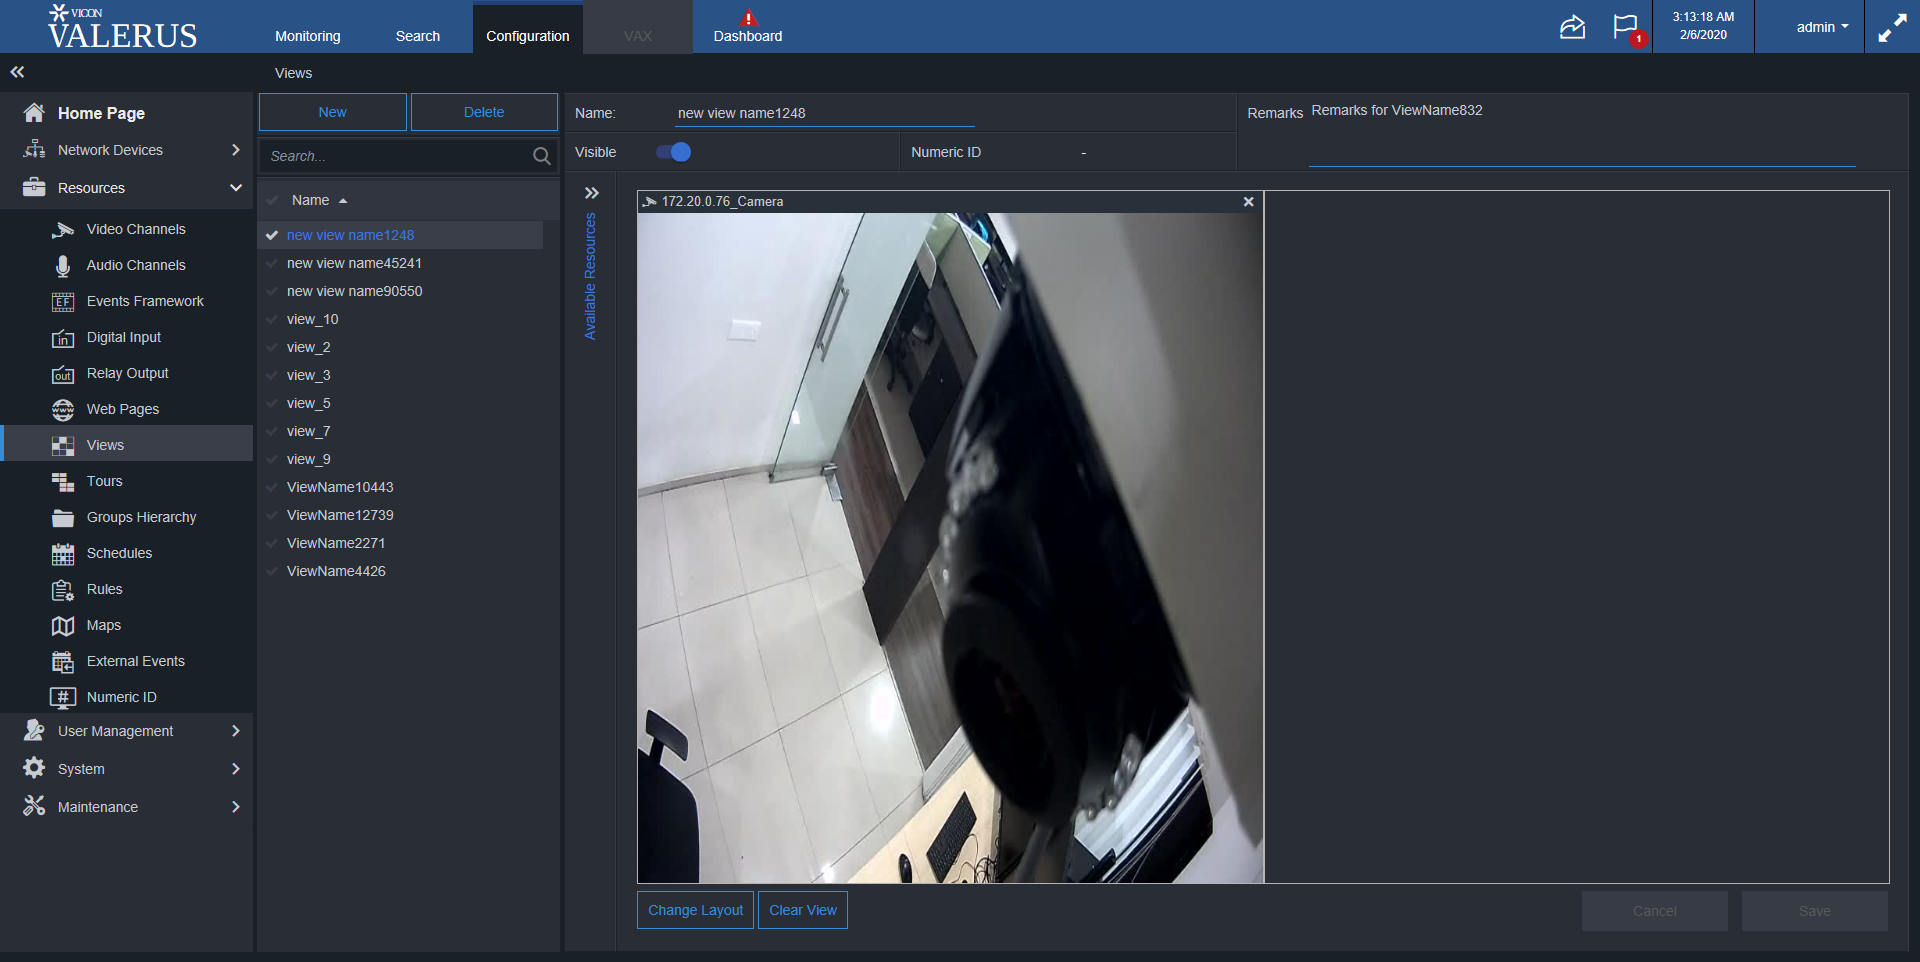 VICON
VALERUS
Monitoring
Search
Configuration
VAX
Dashboard
1
3:13:18 AM
2/6/2020
admin
Views
Home Page
Network Devices
Resources
Video Channels
Audio Channels
EF
Events Framework
in
Digital Input
out
Relay Output
www
Web Pages
Views
Tours
Groups Hierarchy
Schedules
Rules
Maps
External Events
#
Numeric ID
User Management
System
Maintenance
New
Delete
Search...
Name
new view name1248
new view name45241
new view name90550
view_10
view_2
view_3
view_5
view_7
view_9
ViewName10443
ViewName12739
ViewName2271
ViewName4426
Name:
new view name1248
Remarks
Remarks for ViewName832
Visible
Numeric ID
-
Available Resources
172.20.0.76_Camera
Change Layout
Clear View
Cancel
Save